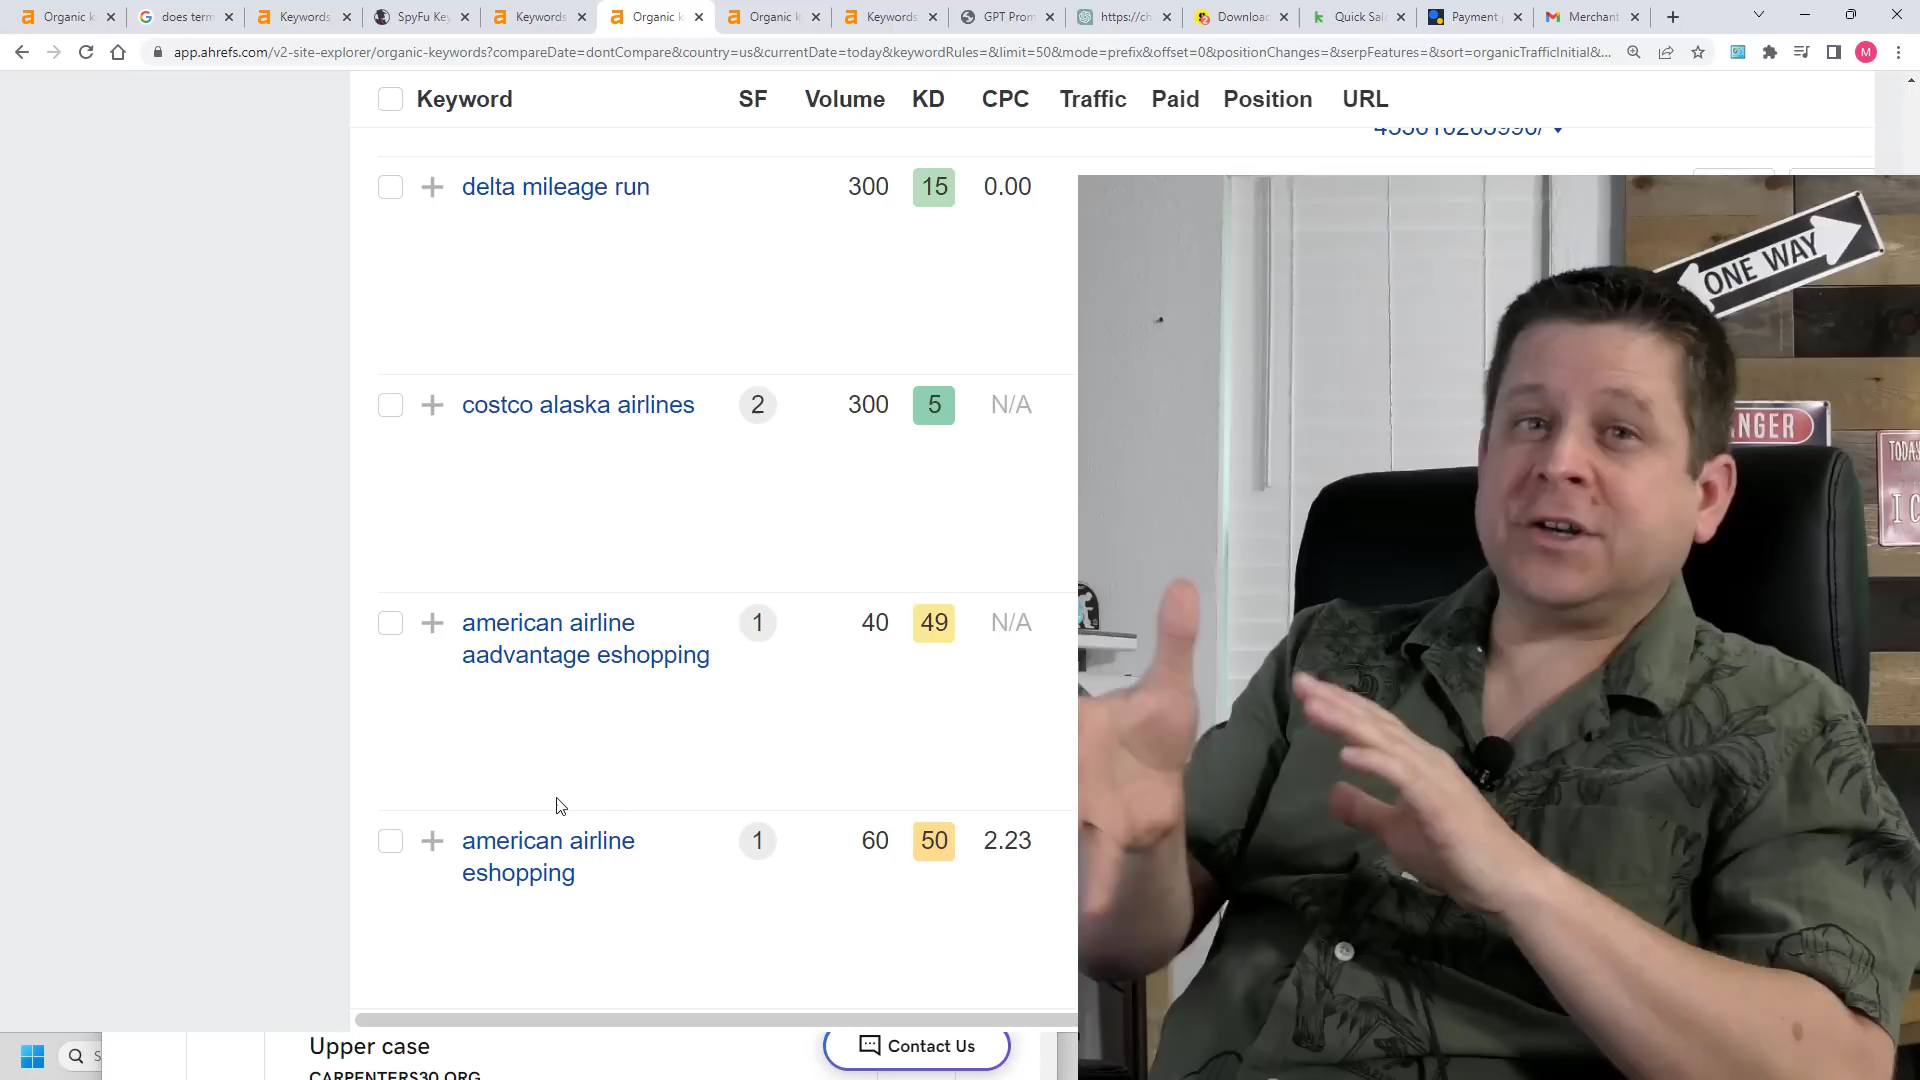 Organic k
does term
Keywords
SpyFu Ke
Keywords
Organic k
Organic k
Keywords
GPT Prom
https://ch
Downloac
Quick Sal
Payment
Merchant
app.ahrefs.com/v2-site-explorer/organic-keywords?compareDate=dontCompare&country=us&currentDate=today&keywordRules=&limit=50&mode=prefix&offset=0&positionChanges=&serpFeatures=&sort=organicTrafficInitial&...
M
Keyword SF Volume KD CPC Traffic Paid Position URL
delta mileage run 300 15 0.00
costco alaska airlines 2 300 5 N/A
american airline
aadvantage eshopping 1 40 49 N/A
american airline
eshopping 1 60 50 2.23
ONE WAY
NGER
TODAY
I C
Upper case
CARPENTERS30.ORG
Contact Us